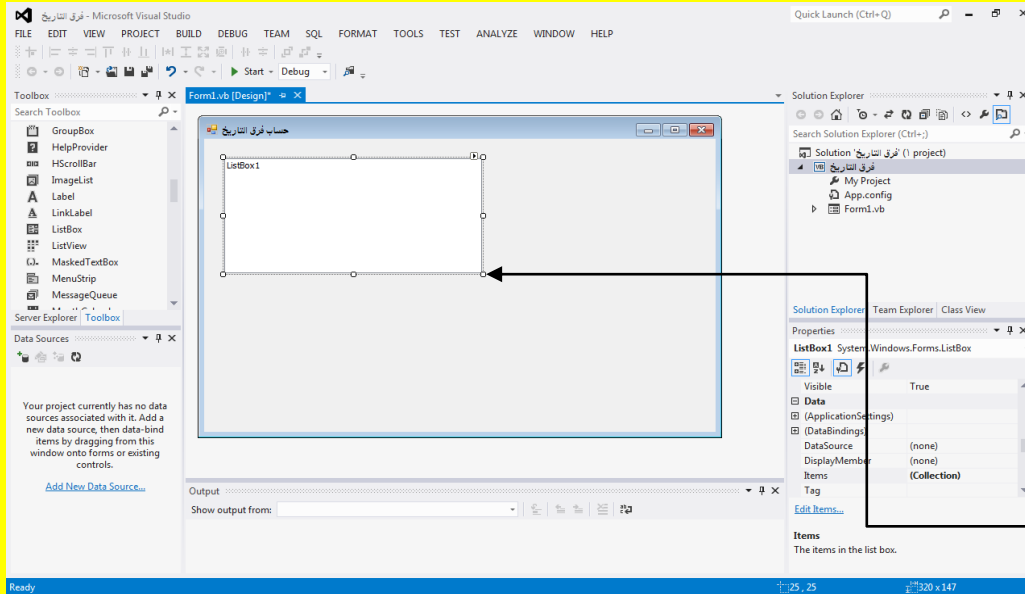 فرق التاريخ - Microsoft Visual Studio
Quick Launch (Ctrl+Q)
FILE EDIT VIEW PROJECT BUILD DEBUG TEAM SQL FORMAT TOOLS TEST ANALYZE WINDOW HELP
Start Debug
Toolbox
Search Toolbox
GroupBox
HelpProvider
HScrollBar
ImageList
Label
LinkLabel
ListBox
ListView
MaskedTextBox
MenuStrip
MessageQueue
Server Explorer Toolbox
Data Sources
Your project currently has no data
sources associated with it. Add a
new data source, then data-bind
items by dragging from this
window onto forms or existing
controls.
Add New Data Source...
Form1.vb [Design]*
حساب فرق التاريخ
ListBox1
Output
Show output from:
Solution Explorer
Search Solution Explorer (Ctrl+;)
Solution 'فرق التاريخ' (١ project)
فرق التاريخ
My Project
App.config
Form1.vb
Solution Explorer Team Explorer Class View
Properties
ListBox1 System.Windows.Forms.ListBox
Visible True
Data
(ApplicationSettings)
(DataBindings)
DataSource (none)
DisplayMember (none)
Items (Collection)
Tag
Edit Items...
Items
The items in the list box.
Ready
25 , 25
320 x 147